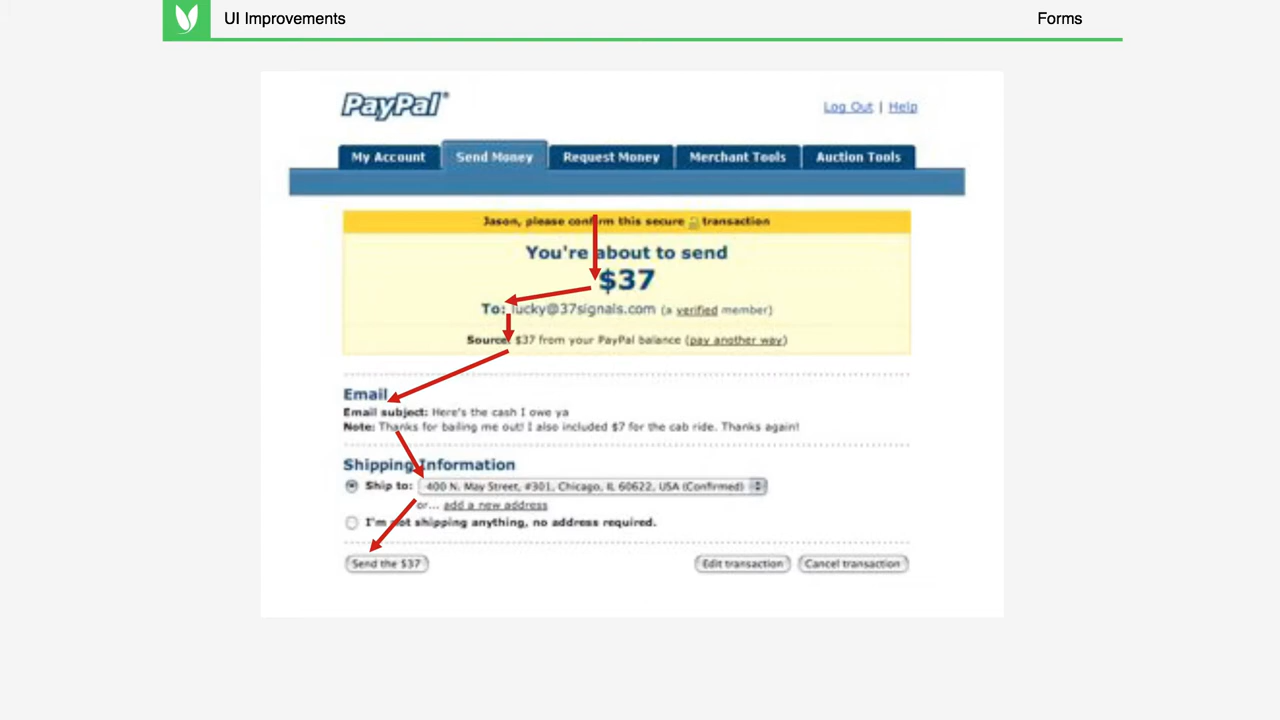 UI Improvements
Forms
PayPal®
Log Out | Help
My Account
Send Money
Request Money
Merchant Tools
Auction Tools
Jason, please confirm this secure transaction
You're about to send
$37
To: lucky@37signals.com (a verified member)
Source: $37 from your PayPal balance (pay another way)
Email
Email subject: Here's the cash I owe ya
Note: Thanks for bailing me out! I also included $7 for the cab ride. Thanks again!
Shipping Information
Ship to: 400 N. May Street, #301, Chicago, IL 60622, USA (Confirmed)
or... add a new address
I'm not shipping anything, no address required.
Send the $37
Edit transaction
Cancel transaction